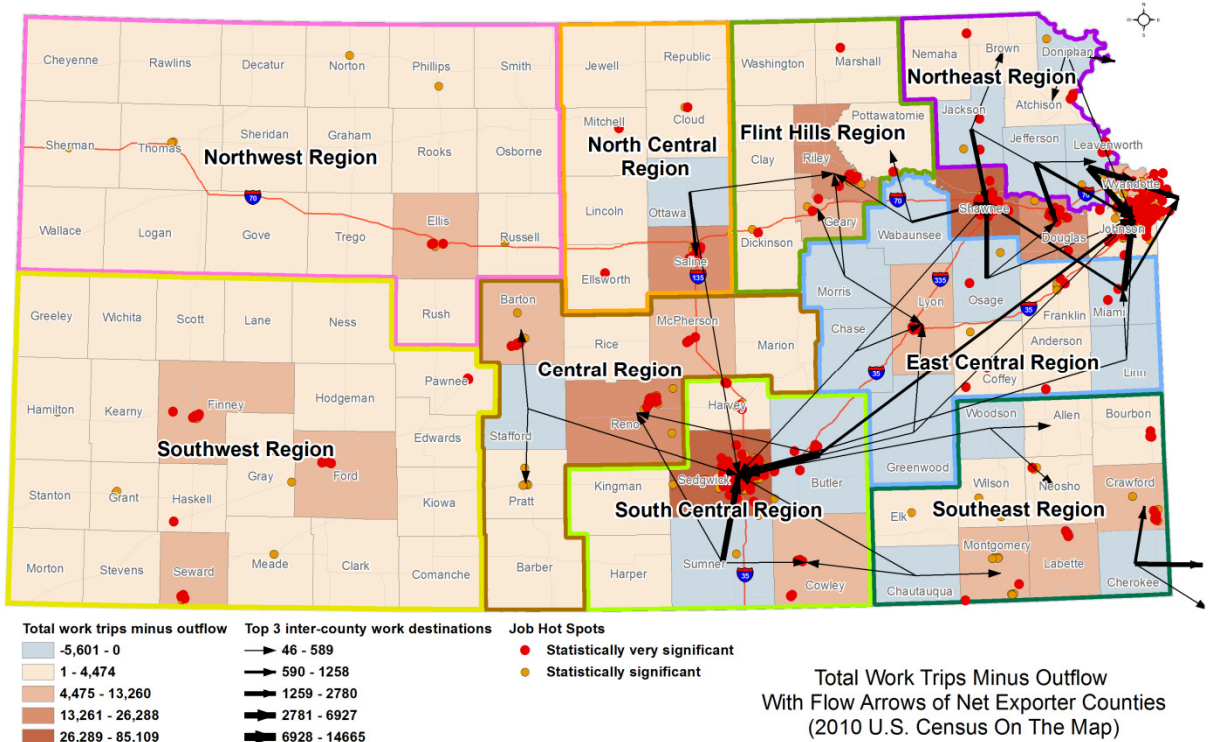 N
W E
S
Cheyenne
Rawlins
Decatur
Norton
Phillips
Smith
Jewell
Republic
Washington
Marshall
Nemaha
Brown
Doniphan
Northeast Region
Atchison
Jackson
Sherman
Thomas
Sheridan
Graham
Rooks
Osborne
Northwest Region
Mitchell
Cloud
North Central
Region
Flint Hills Region
Pottawatomie
Clay
Riley
Jefferson
Leavenworth
Wyandotte
Wallace
Logan
Gove
Trego
Ellis
Russell
70
Lincoln
Ottawa
Ellsworth
Saline
135
Dickinson
Geary
70
Wabaunsee
Shawnee
Douglas
70
Johnson
Greeley
Wichita
Scott
Lane
Ness
Rush
Barton
Rice
McPherson
Marion
Morris
Chase
Lyon
335
Osage
35
Franklin
Miami
Central Region
East Central Region
35
Coffey
Anderson
Linn
Hamilton
Kearny
Finney
Hodgeman
Pawnee
Southwest Region
Gray
Ford
Edwards
Stafford
Reno
Harvey
Greenwood
Woodson
Allen
Bourbon
Stanton
Grant
Haskell
Kiowa
Pratt
Kingman
Sedgwick
Butler
South Central Region
Elk
Wilson
Neosho
Crawford
Southeast Region
Morton
Stevens
Seward
Meade
Clark
Comanche
Barber
Harper
Sumner
35
Cowley
Chautauqua
Montgomery
Labette
Cherokee
Total work trips minus outflow
-5,601 - 0
1 - 4,474
4,475 - 13,260
13,261 - 26,288
26.289 - 85.109
Top 3 inter-county work destinations
46 - 589
590 - 1258
1259 - 2780
2781 - 6927
6928 - 14665
Job Hot Spots
Statistically very significant
Statistically significant
Total Work Trips Minus Outflow
With Flow Arrows of Net Exporter Counties
(2010 U.S. Census On The Map)